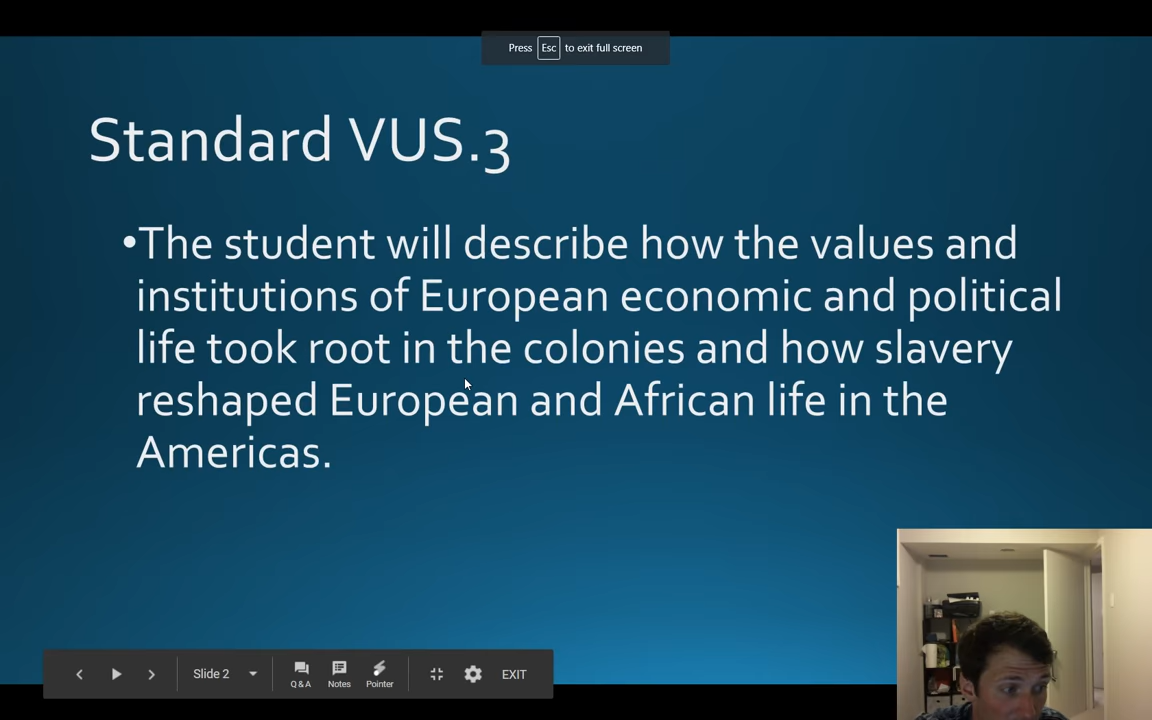 Press Esc to exit full screen
Standard VUS.3
•The student will describe how the values and
institutions of European economic and political
life took root in the colonies and how slavery
reshaped European and African life in the
Americas.
Slide 2
Q & A
Notes
Pointer
EXIT